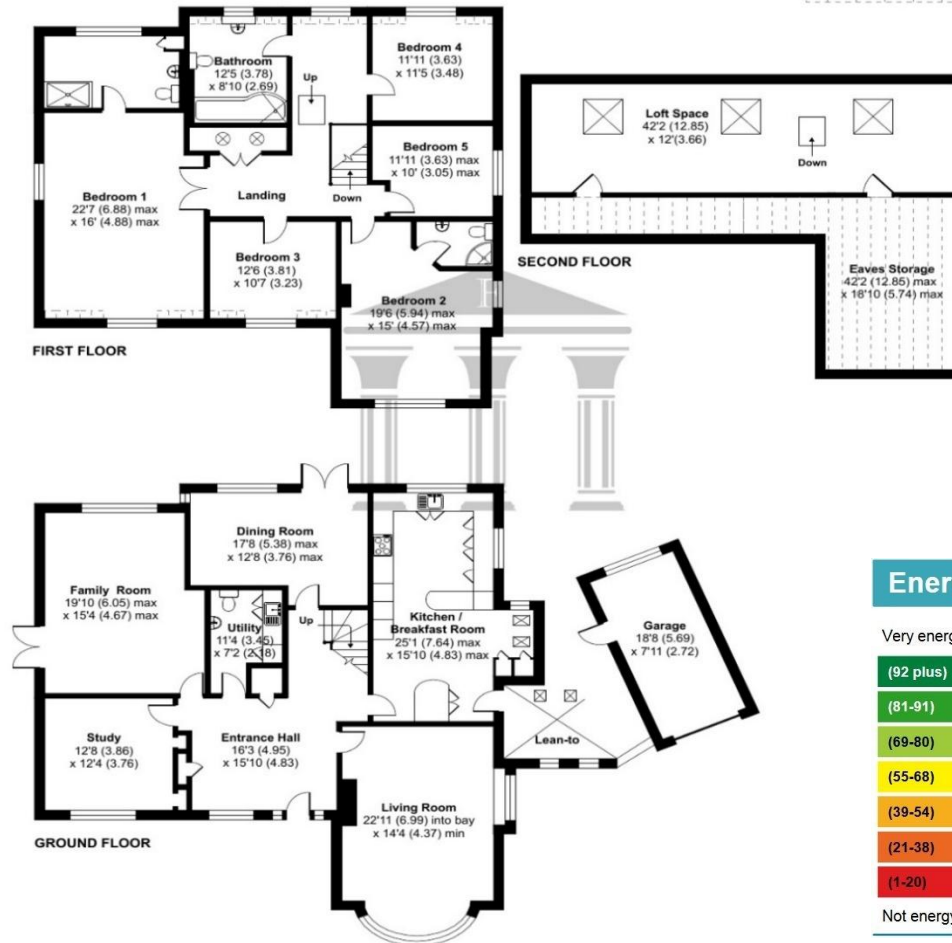 Bathroom
12'5 (3.78)
x 8'10 (2.69)
Up
Bedroom 4
11'11 (3.63)
x 11'5 (3.48)
Bedroom 1
22'7 (6.88) max
x 16' (4.88) max
Landing
Down
Bedroom 5
11'11 (3.63) max
x 10' (3.05) max
Bedroom 3
12'6 (3.81)
x 10'7 (3.23)
Bedroom 2
19'6 (5.94) max
x 15' (4.57) max
FIRST FLOOR
Loft Space
42'2 (12.85)
x 12'(3.66)
Down
Eaves Storage
42'2 (12.85) max
x 18'10 (5.74) max
SECOND FLOOR
Dining Room
17'8 (5.38) max
x 12'8 (3.76) max
Family Room
19'10 (6.05) max
x 15'4 (4.67) max
Utility
11'4 (3.45)
x 7'2 (2.18)
Up
Kitchen /
Breakfast Room
25'1 (7.64) max
x 15'10 (4.83) max
Garage
18'8 (5.69)
x 7'11 (2.72)
Study
12'8 (3.86)
x 12'4 (3.76)
Entrance Hall
16'3 (4.95)
x 15'10 (4.83)
Lean-to
Living Room
22'11 (6.99) into bay
x 14'4 (4.37) min
GROUND FLOOR
Ener
Very energ
(92 plus)
(81-91)
(69-80)
(55-68)
(39-54)
(21-38)
(1-20)
Not energy